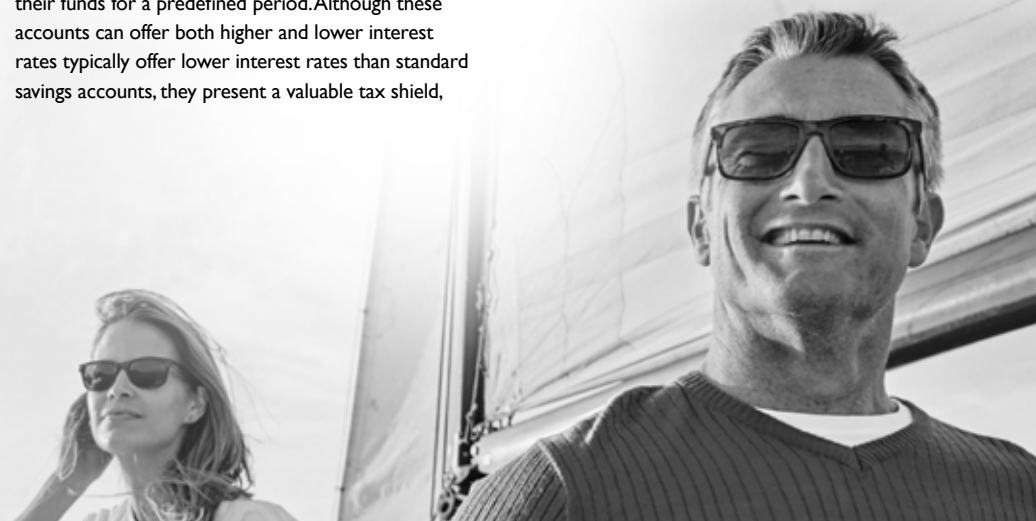 their funds for a predefined period. Although these
accounts can offer both higher and lower interest
rates typically offer lower interest rates than standard
savings accounts, they present a valuable tax shield,